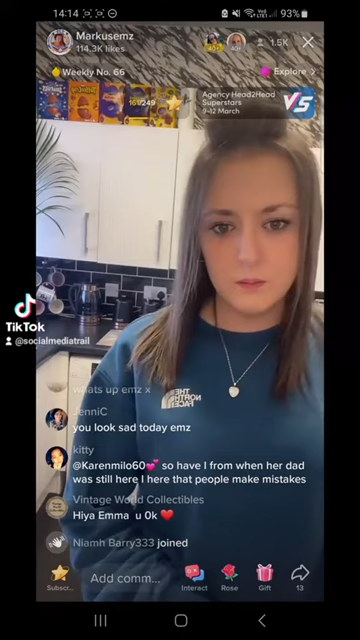 14:14
93%
Markusemz
114.3K likes
1.5K
Weekly No. 66
Explore
161/249
Agency Head2Head
Superstars
9-12 March
VS
TikTok
@socialmediatrail
THE
NORTH
FACE
whats up emz x
JenniC
you look sad today emz
kitty
@Karenmilo60💕 so have I from when her dad
was still here I here that people make mistakes
Vintage World Collectibles
Hiya Emma u 0k ❤️
Niamh Barry333 joined
Subscr...
Add comm...
Interact
Rose
Gift
13